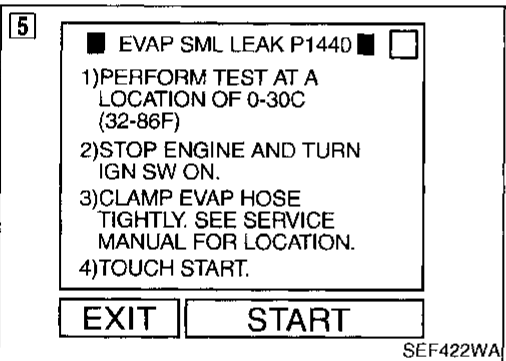 5
EVAP SML LEAK P1440
1)PERFORM TEST AT A
LOCATION OF 0-30C
(32-86F)
2)STOP ENGINE AND TURN
IGN SW ON.
3)CLAMP EVAP HOSE
TIGHTLY. SEE SERVICE
MANUAL FOR LOCATION.
4)TOUCH START.
EXIT START
SEF422WA